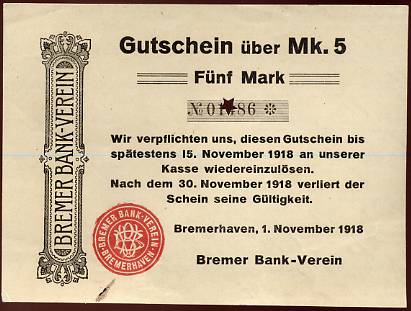 Gutschein über Mk. 5
Fünf Mark
BREMER BANK-VEREIN
Wir verpflichten uns, diesen Gutschein bis
spätestens 15. November 1918 an unserer
Kasse wiedereinzulösen.
Nach dem 30. November 1918 verliert der
Schein seine Gültigkeit.
BREMER BANK-VEREIN
BREMERHAVEN
Bremerhaven, 1. November 1918
Bremer Bank-Verein